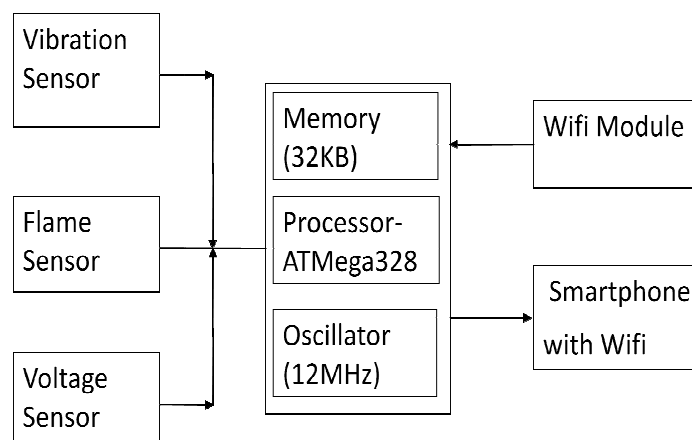 Vibration
Sensor
Flame
Sensor
Voltage
Sensor
Memory
(32KB)
Processor-
ATMega328
Oscillator
(12MHz)
Wifi Module
Smartphone
with Wifi